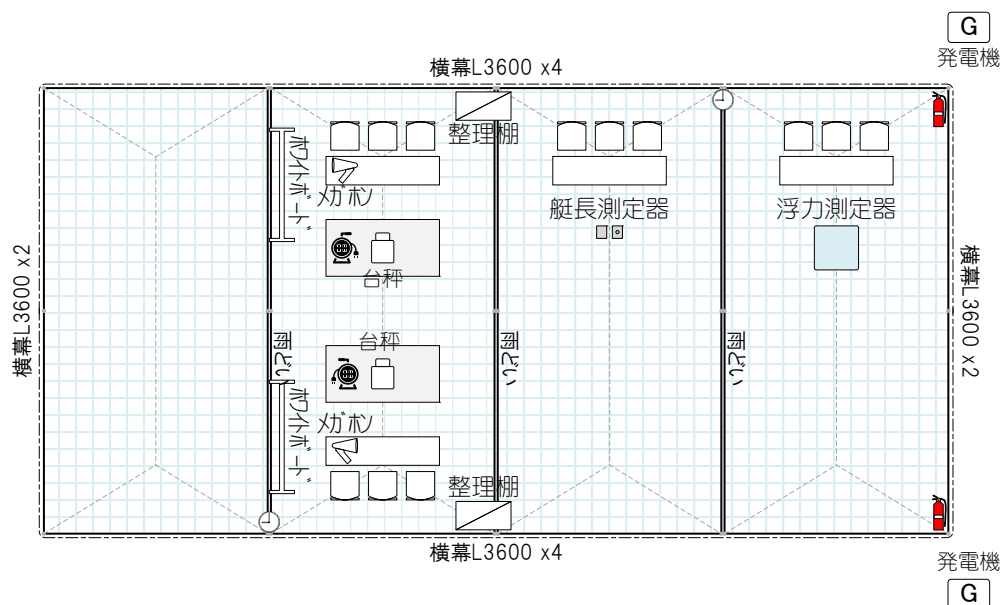 G
発電機
横幕L3600 x4
整理棚
ホワイトボード
メガホン
艇長測定器
浮力測定器
台秤
横幕L3600 x2
横幕L3600 x2
台秤
雨どい
雨どい
雨どい
ホワイトボード
メガホン
整理棚
横幕L3600 x4
発電機
G